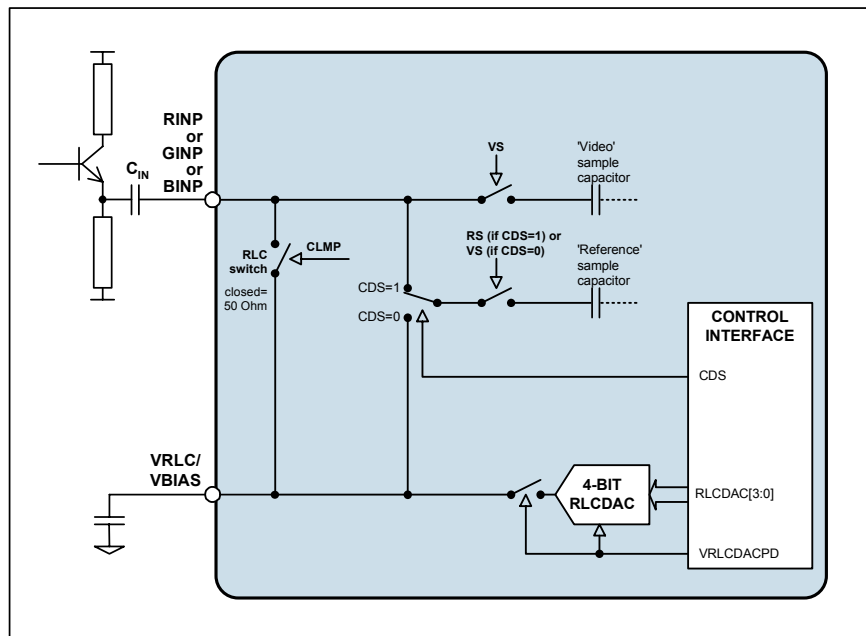 RINP
or
GINP
or
BINP
CIN
VS
'Video'
sample
capacitor
RLC
switch
CLMP
closed=
50 Ohm
RS (if CDS=1) or
VS (if CDS=0)
'Reference'
sample
capacitor
CDS=1
CDS=0
CONTROL
INTERFACE
CDS
VRLC/
VBIAS
4-BIT
RLCDAC
RLCDAC[3:0]
VRLCDACPD